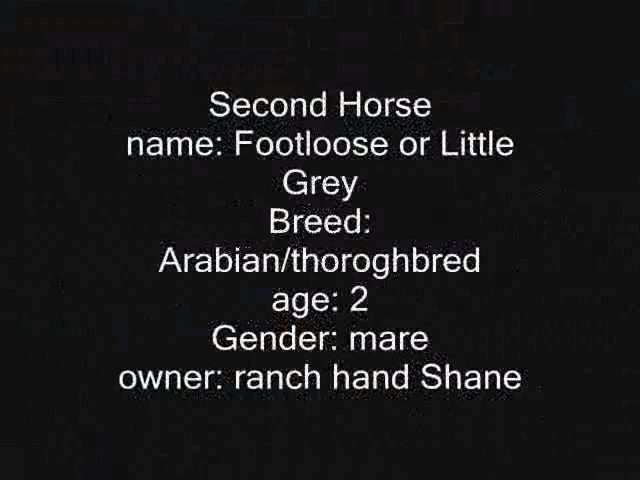 Second Horse
name: Footloose or Little
Grey
Breed:
Arabian/thoroghbred
age: 2
Gender: mare
owner: ranch hand Shane